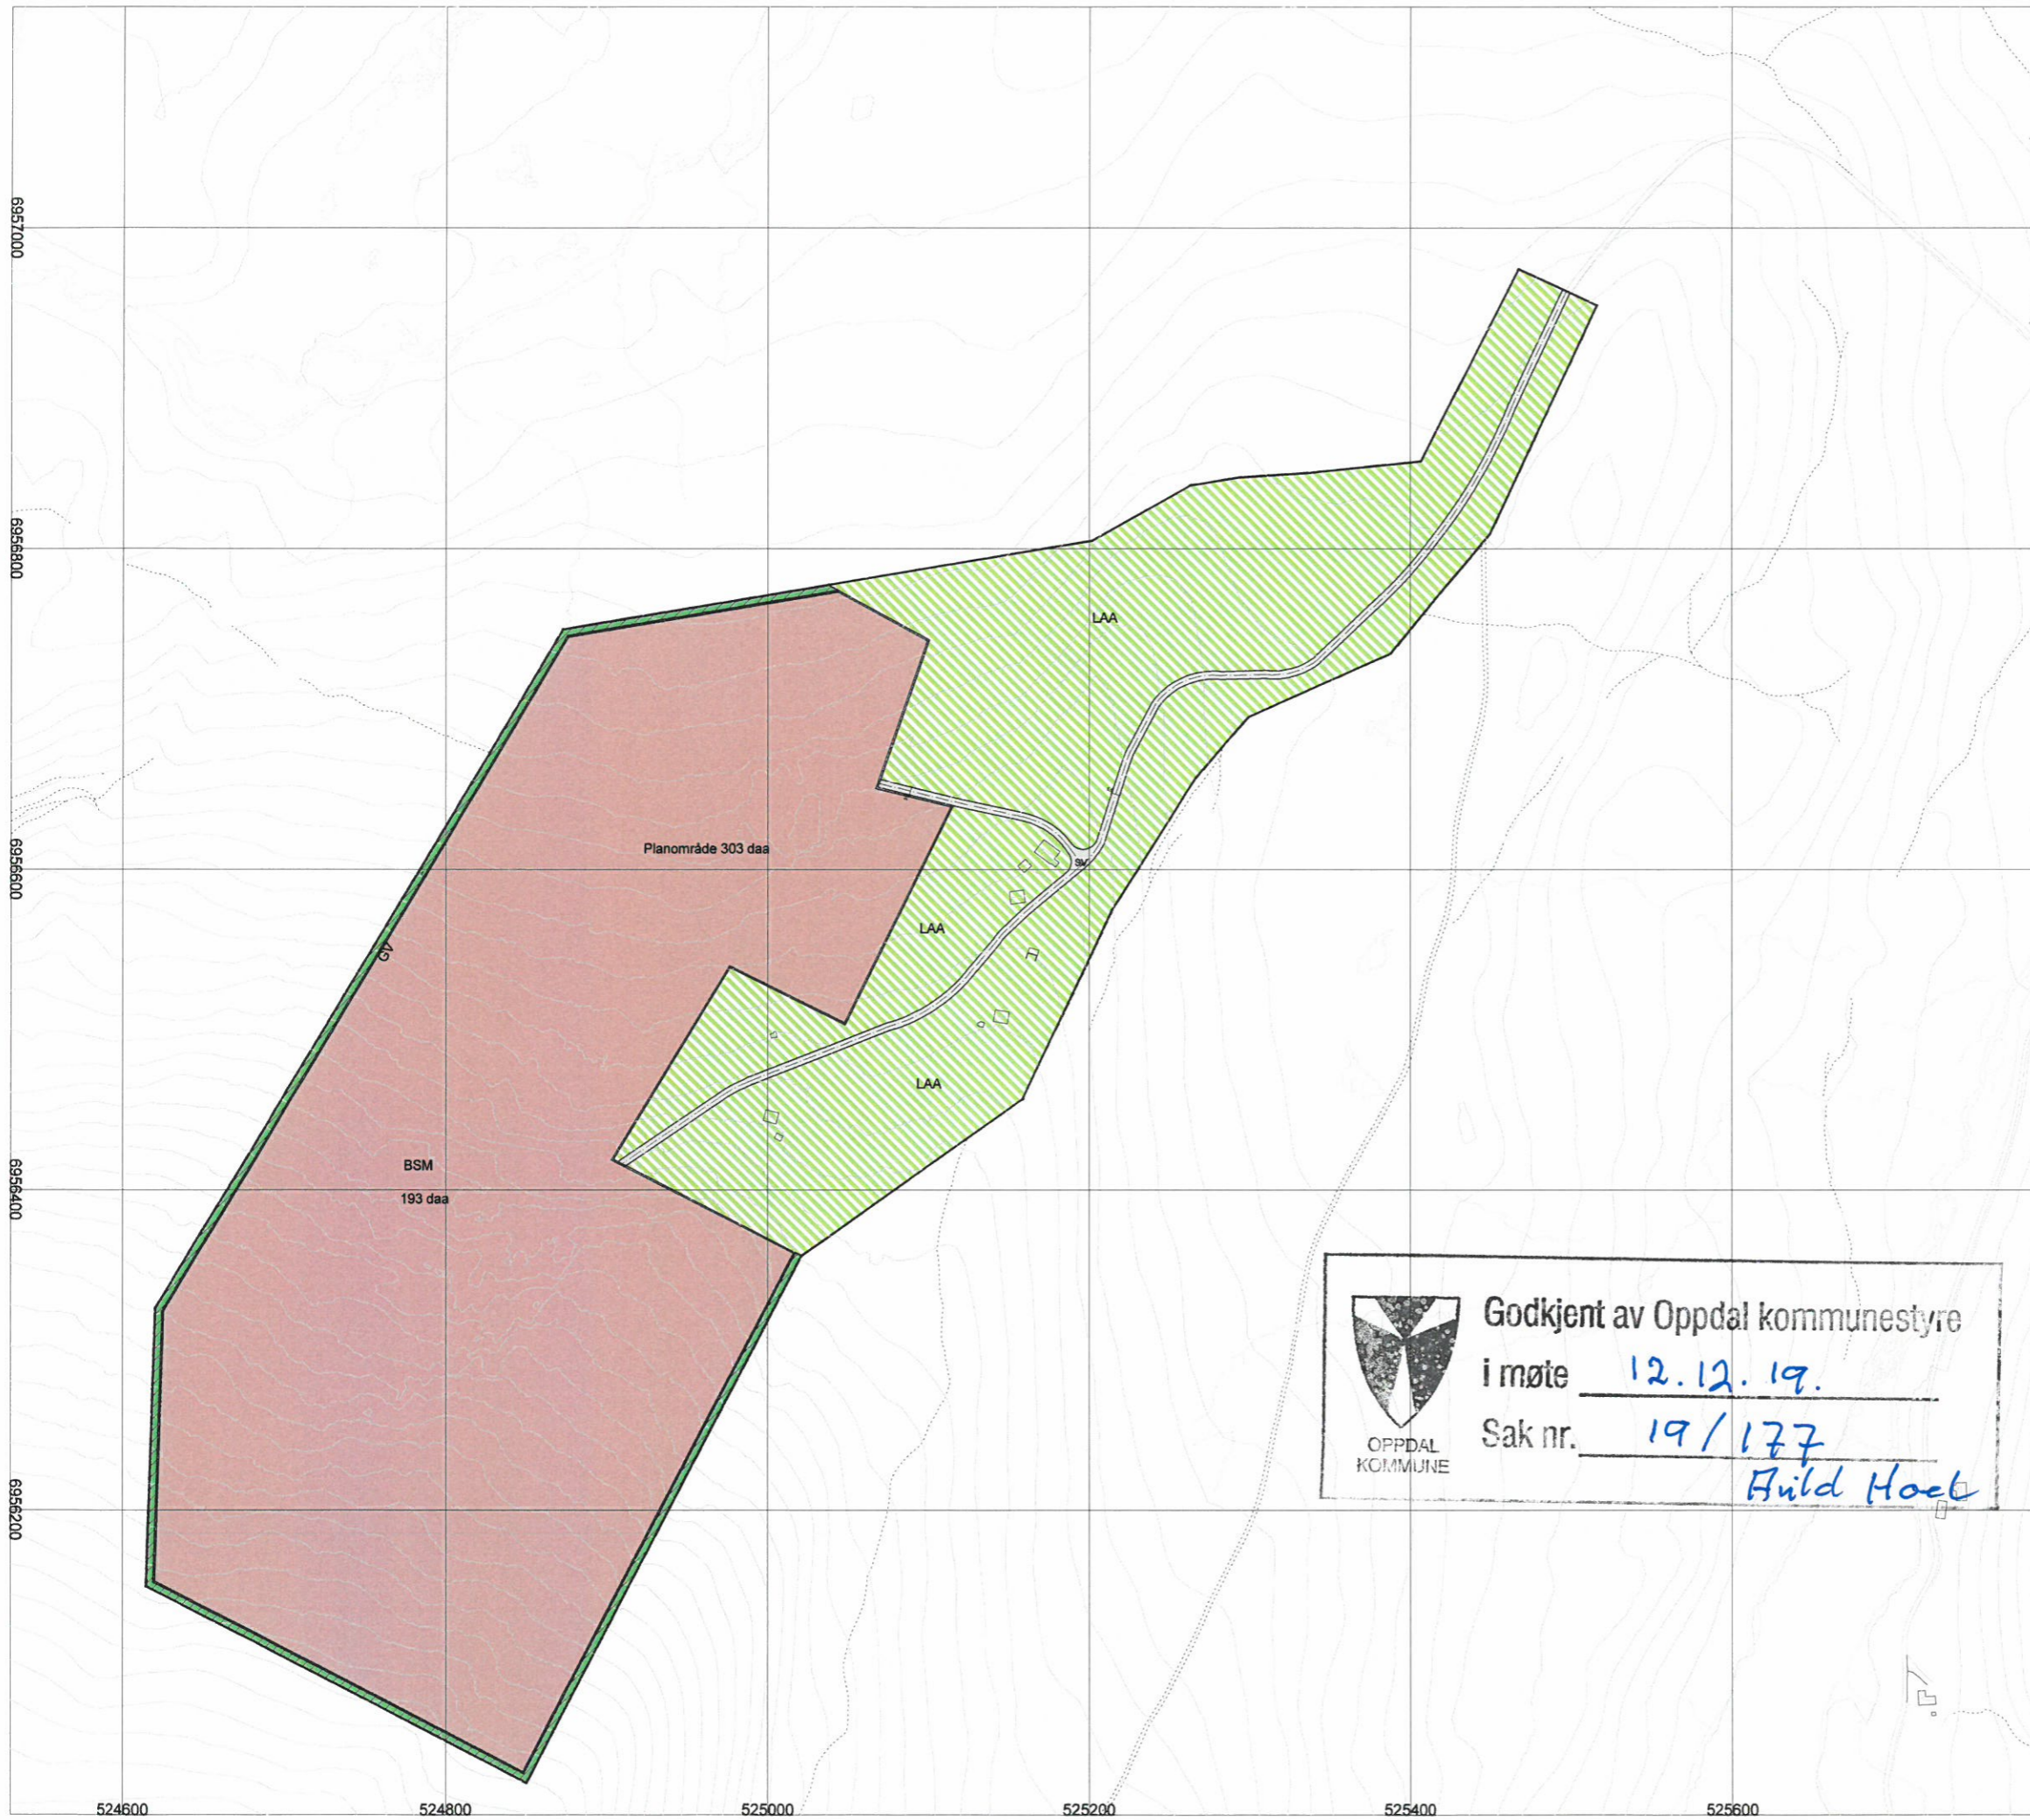 6957000
6956800
LAA
Planområde 303 daa
SV
6956600
LAA
GV
LAA
BSM
193 daa
6956400
Godkjent av Oppdal kommunestyre
i møte 12.12.19.
Sak nr. 19/177
OPPDAL
KOMMUNE
Hoel
6956200
524600 524800 525000 525200 525400 525600